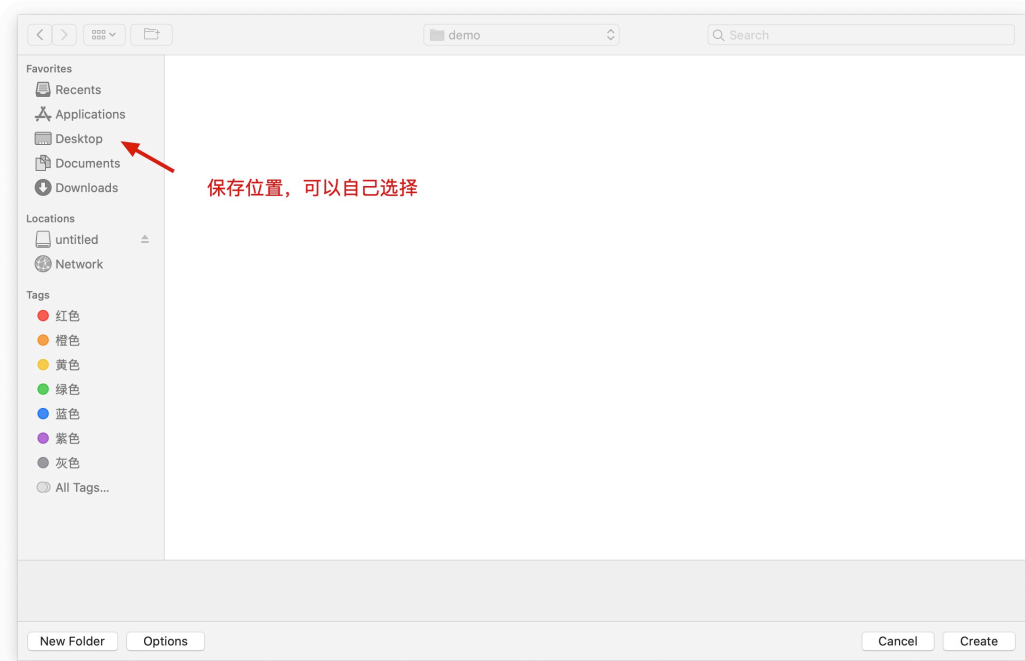 demo
Search
Favorites
Recents
Applications
Desktop
Documents
Downloads
保存位置，可以自己选择
Locations
untitled
Network
Tags
红色
橙色
黄色
绿色
蓝色
紫色
灰色
All Tags...
New Folder
Options
Cancel
Create